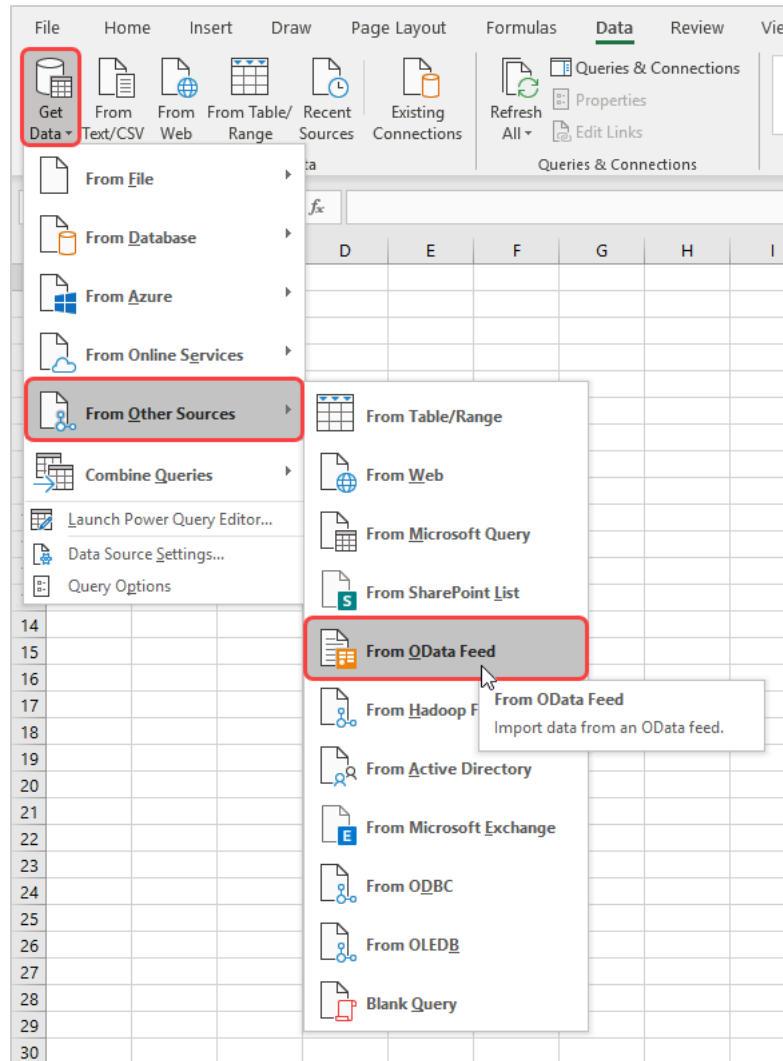 File Home Insert Draw Page Layout Formulas Data Review Vie
Get Data
From Text/CSV
From Web
From Table/ Range
Recent Sources
Existing Connections
Refresh All
Queries & Connections
Properties
Edit Links
ta
Queries & Connections
From File
From Database
From Azure
From Online Services
From Other Sources
Combine Queries
Launch Power Query Editor...
Data Source Settings...
Query Options
fx
D E F G H I
From Table/Range
From Web
From Microsoft Query
From SharePoint List
From OData Feed
From Hadoop F
From Active Directory
From Microsoft Exchange
From ODBC
From OLEDB
Blank Query
From OData Feed
Import data from an OData feed.
14
15
16
17
18
19
20
21
22
23
24
25
26
27
28
29
30